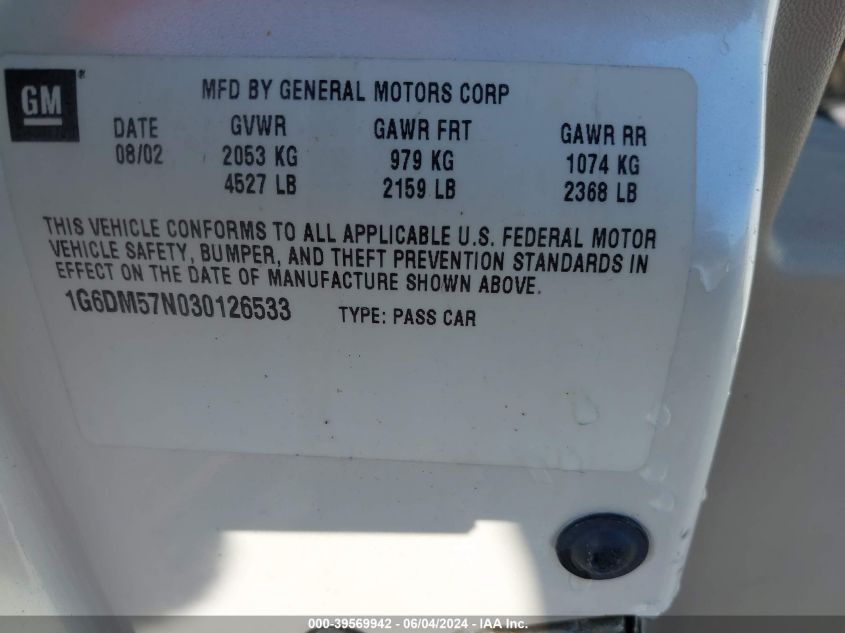 GM®
MFD BY GENERAL MOTORS CORP
DATE GVWR GAWR FRT GAWR RR
08/02 2053 KG 979 KG 1074 KG
4527 LB 2159 LB 2368 LB
THIS VEHICLE CONFORMS TO ALL APPLICABLE U.S. FEDERAL MOTOR
VEHICLE SAFETY, BUMPER, AND THEFT PREVENTION STANDARDS IN
EFFECT ON THE DATE OF MANUFACTURE SHOWN ABOVE.
1G6DM57N030126533 TYPE: PASS CAR
000-39569942 - 06/04/2024 - IAA Inc.